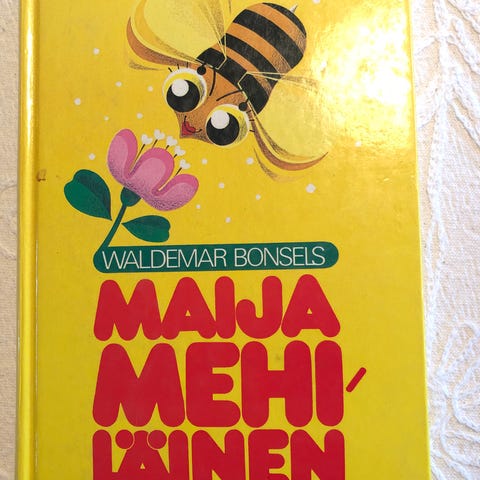 WALDEMAR BONSELS
MAIJA
MEHI-
LÄINEN